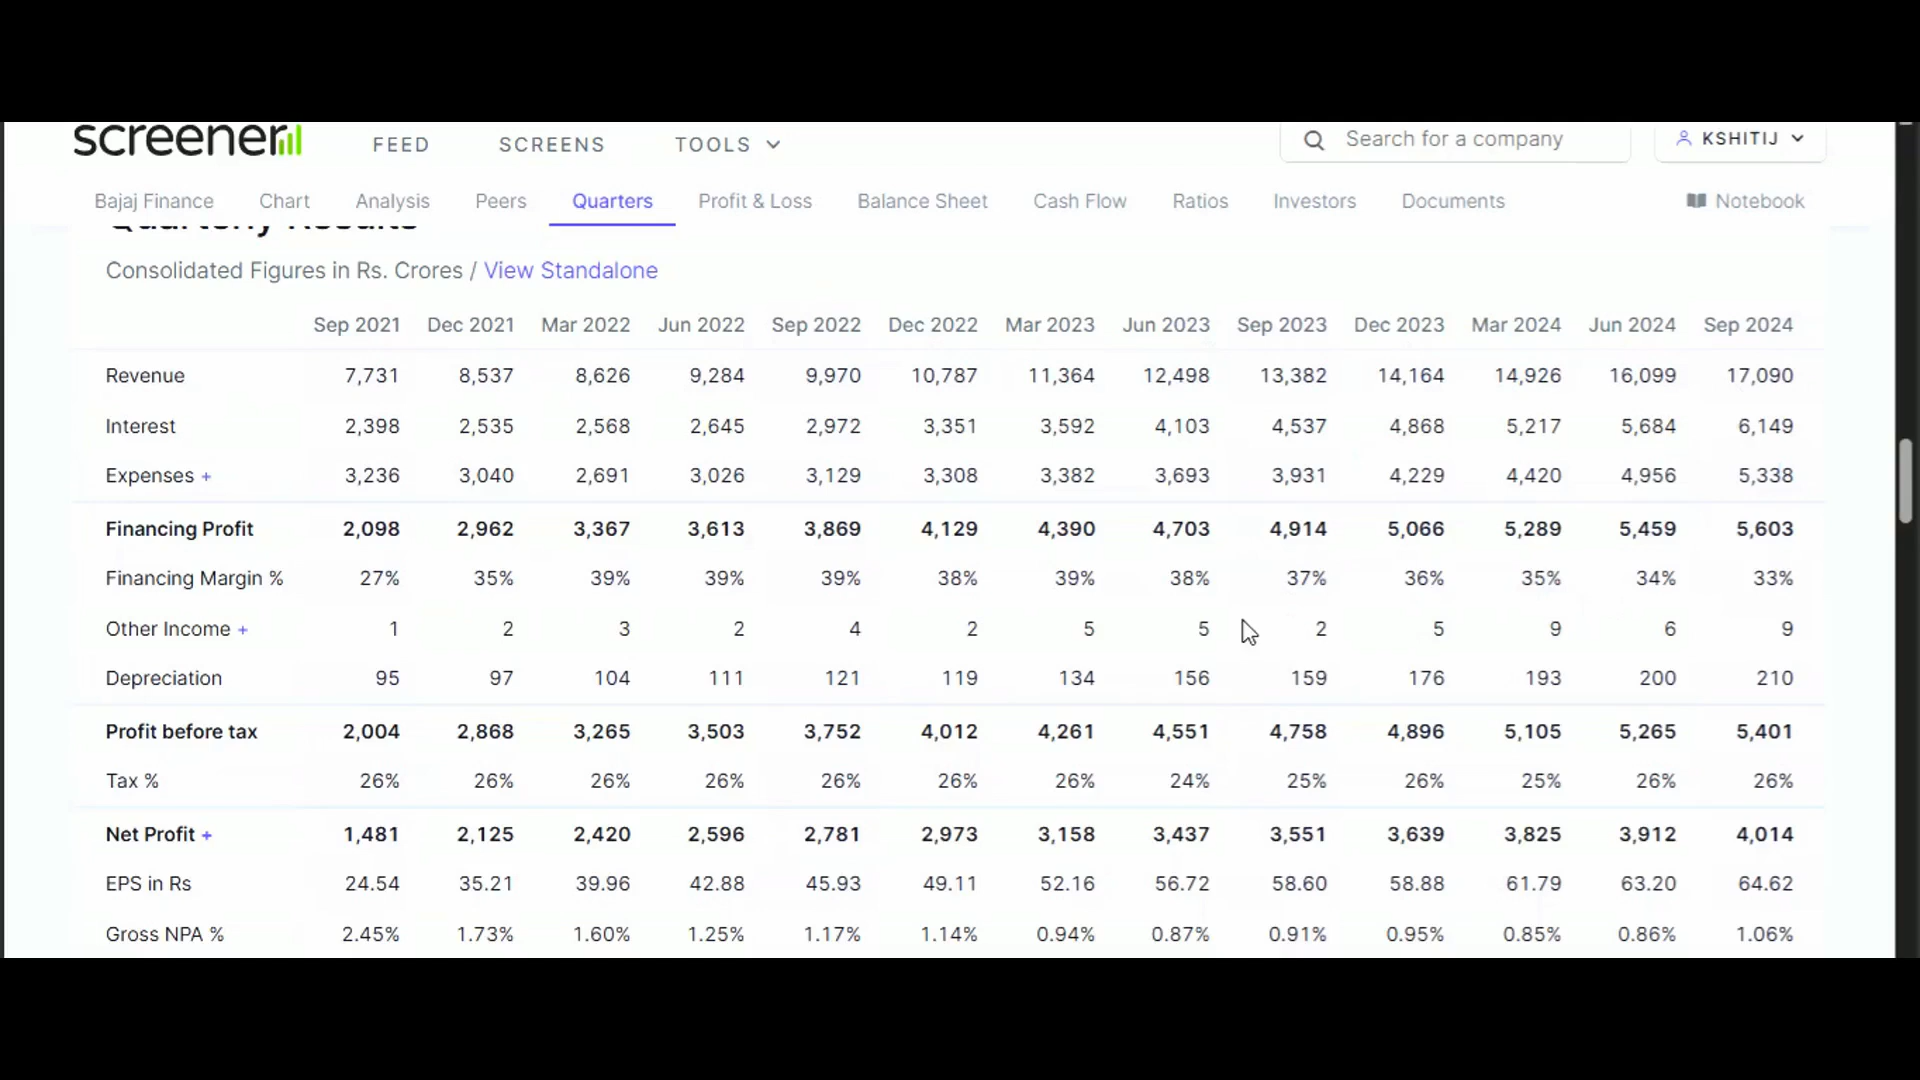 screener FEED SCREENS TOOLS Search for a company KSHITIJ
Bajaj Finance Chart Analysis Peers Quarters Profit & Loss Balance Sheet Cash Flow Ratios Investors Documents Notebook
Quarterly Results
Consolidated Figures in Rs. Crores / View Standalone
Sep 2021 Dec 2021 Mar 2022 Jun 2022 Sep 2022 Dec 2022 Mar 2023 Jun 2023 Sep 2023 Dec 2023 Mar 2024 Jun 2024 Sep 2024
Revenue 7,731 8,537 8,626 9,284 9,970 10,787 11,364 12,498 13,382 14,164 14,926 16,099 17,090
Interest 2,398 2,535 2,568 2,645 2,972 3,351 3,592 4,103 4,537 4,868 5,217 5,684 6,149
Expenses + 3,236 3,040 2,691 3,026 3,129 3,308 3,382 3,693 3,931 4,229 4,420 4,956 5,338
Financing Profit 2,098 2,962 3,367 3,613 3,869 4,129 4,390 4,703 4,914 5,066 5,289 5,459 5,603
Financing Margin % 27% 35% 39% 39% 39% 38% 39% 38% 37% 36% 35% 34% 33%
Other Income + 1 2 3 2 4 2 5 5 2 5 9 6 9
Depreciation 95 97 104 111 121 119 134 156 159 176 193 200 210
Profit before tax 2,004 2,868 3,265 3,503 3,752 4,012 4,261 4,551 4,758 4,896 5,105 5,265 5,401
Tax % 26% 26% 26% 26% 26% 26% 26% 24% 25% 26% 25% 26% 26%
Net Profit + 1,481 2,125 2,420 2,596 2,781 2,973 3,158 3,437 3,551 3,639 3,825 3,912 4,014
EPS in Rs 24.54 35.21 39.96 42.88 45.93 49.11 52.16 56.72 58.60 58.88 61.79 63.20 64.62
Gross NPA % 2.45% 1.73% 1.60% 1.25% 1.17% 1.14% 0.94% 0.87% 0.91% 0.95% 0.85% 0.86% 1.06%